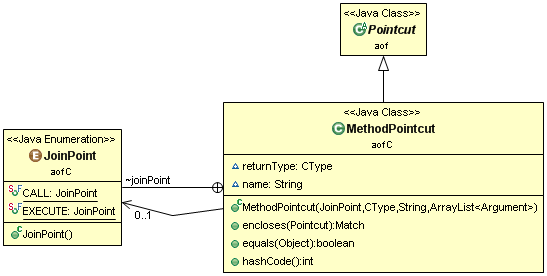 <<Java Class>>
Pointcut
aof
<<Java Class>>
MethodPointcut
aofC
returnType: CType
name: String
MethodPointcut(JoinPoint,CType,String,ArrayList<Argument>)
encloses(Pointcut):Match
equals(Object):boolean
hashCode():int
<<Java Enumeration>>
JoinPoint
aofC
CALL: JoinPoint
EXECUTE: JoinPoint
JoinPoint()
~joinPoint
0..1